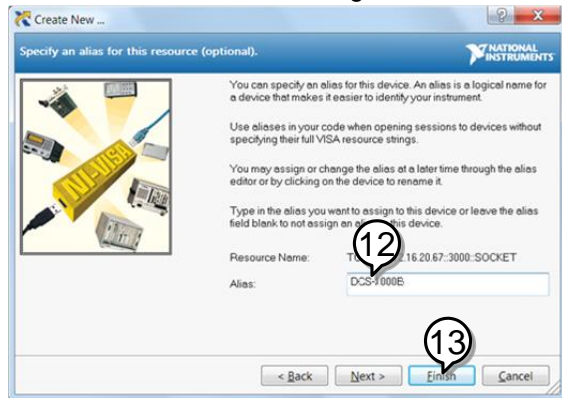 Create New ...
Specify an alias for this resource (optional).
NATIONAL
INSTRUMENTS
You can specify an alias for this device. An alias is a logical name for
a device that makes it easier to identify your instrument.
Use aliases in your code when opening sessions to devices without
specifying their full VISA resource strings.
You may assign or change the alias at a later time through the alias
editor or by clicking on the device to rename it.
Type in the alias you want to assign to this device or leave the alias
field blank to not assign an alias to this device.
NI-VISA
12
Resource Name: 16.20.67::3000::SOCKET
Alias:
13
< Back Next > Finish Cancel